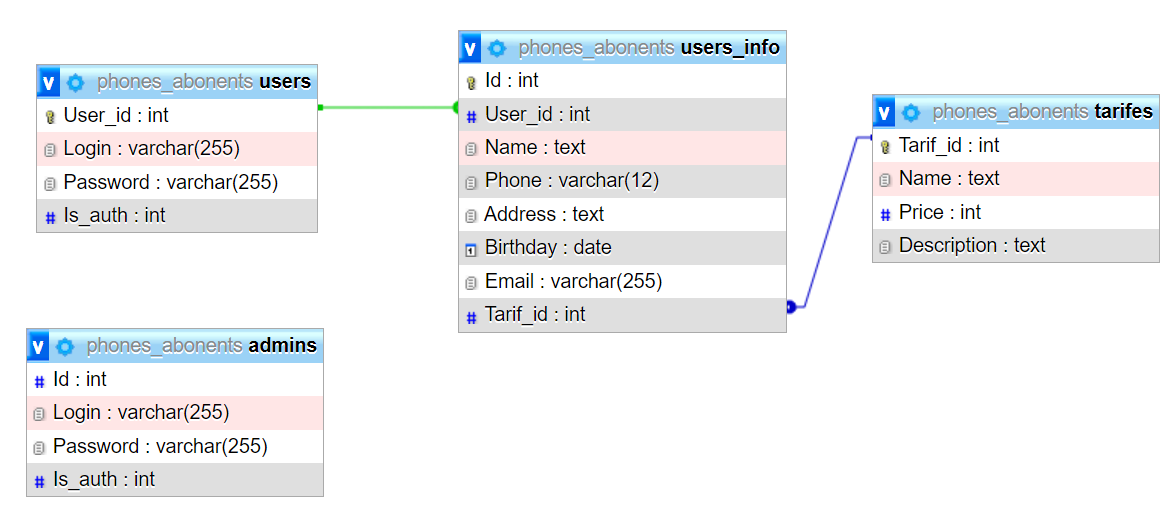 v phones_abonents users
User_id : int
Login : varchar(255)
Password : varchar(255)
# Is_auth : int
v phones_abonents users_info
Id : int
# User_id : int
Name : text
Phone : varchar(12)
Address : text
1 Birthday : date
Email : varchar(255)
# Tarif_id : int
v phones_abonents tarifes
Tarif_id : int
Name : text
# Price : int
Description : text
v phones_abonents admins
# Id : int
Login : varchar(255)
Password : varchar(255)
# Is_auth : int